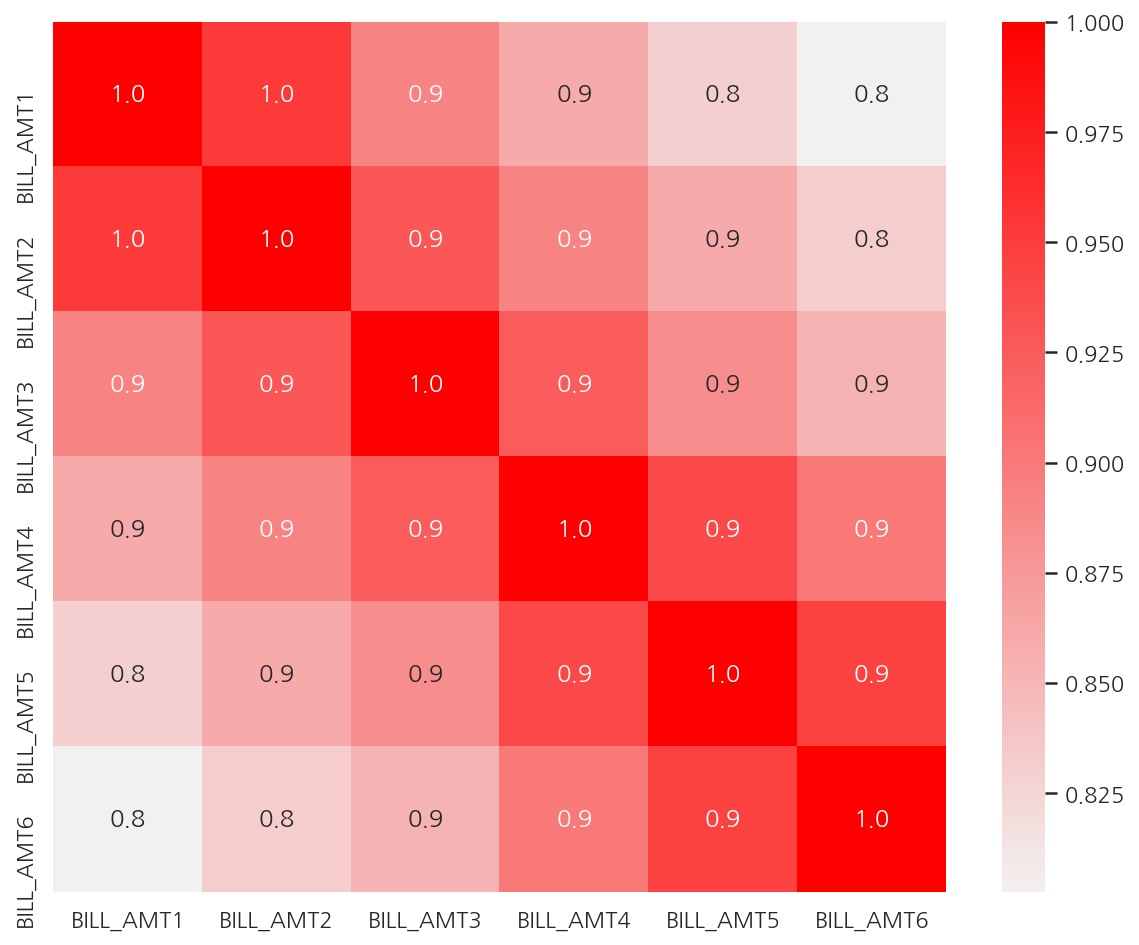 BILL_AMT1 1.0 1.0 0.9 0.9 0.8 0.8
BILL_AMT2 1.0 1.0 0.9 0.9 0.9 0.8
BILL_AMT3 0.9 0.9 1.0 0.9 0.9 0.9
BILL_AMT4 0.9 0.9 0.9 1.0 0.9 0.9
BILL_AMT5 0.8 0.9 0.9 0.9 1.0 0.9
BILL_AMT6 0.8 0.8 0.9 0.9 0.9 1.0
BILL_AMT1 BILL_AMT2 BILL_AMT3 BILL_AMT4 BILL_AMT5 BILL_AMT6
1.000
0.975
0.950
0.925
0.900
0.875
0.850
0.825